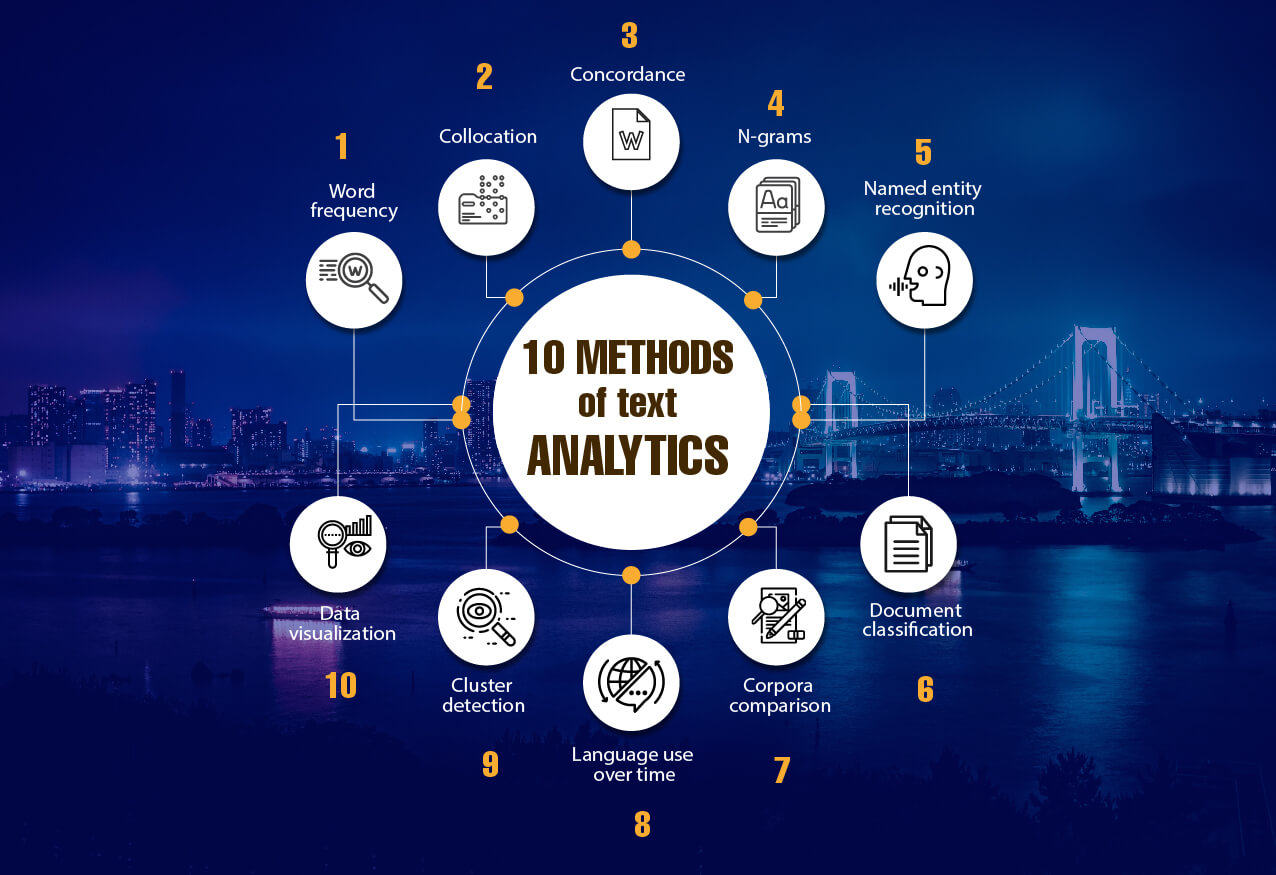 3
Concordance
2
Collocation
4
N-grams
1
Word
frequency
5
Named entity
recognition
W
Aa
W
10 METHODS
of text
ANALYTICS
10
Data
visualization
9
Cluster
detection
8
Language use
over time
7
Corpora
comparison
6
Document
classification